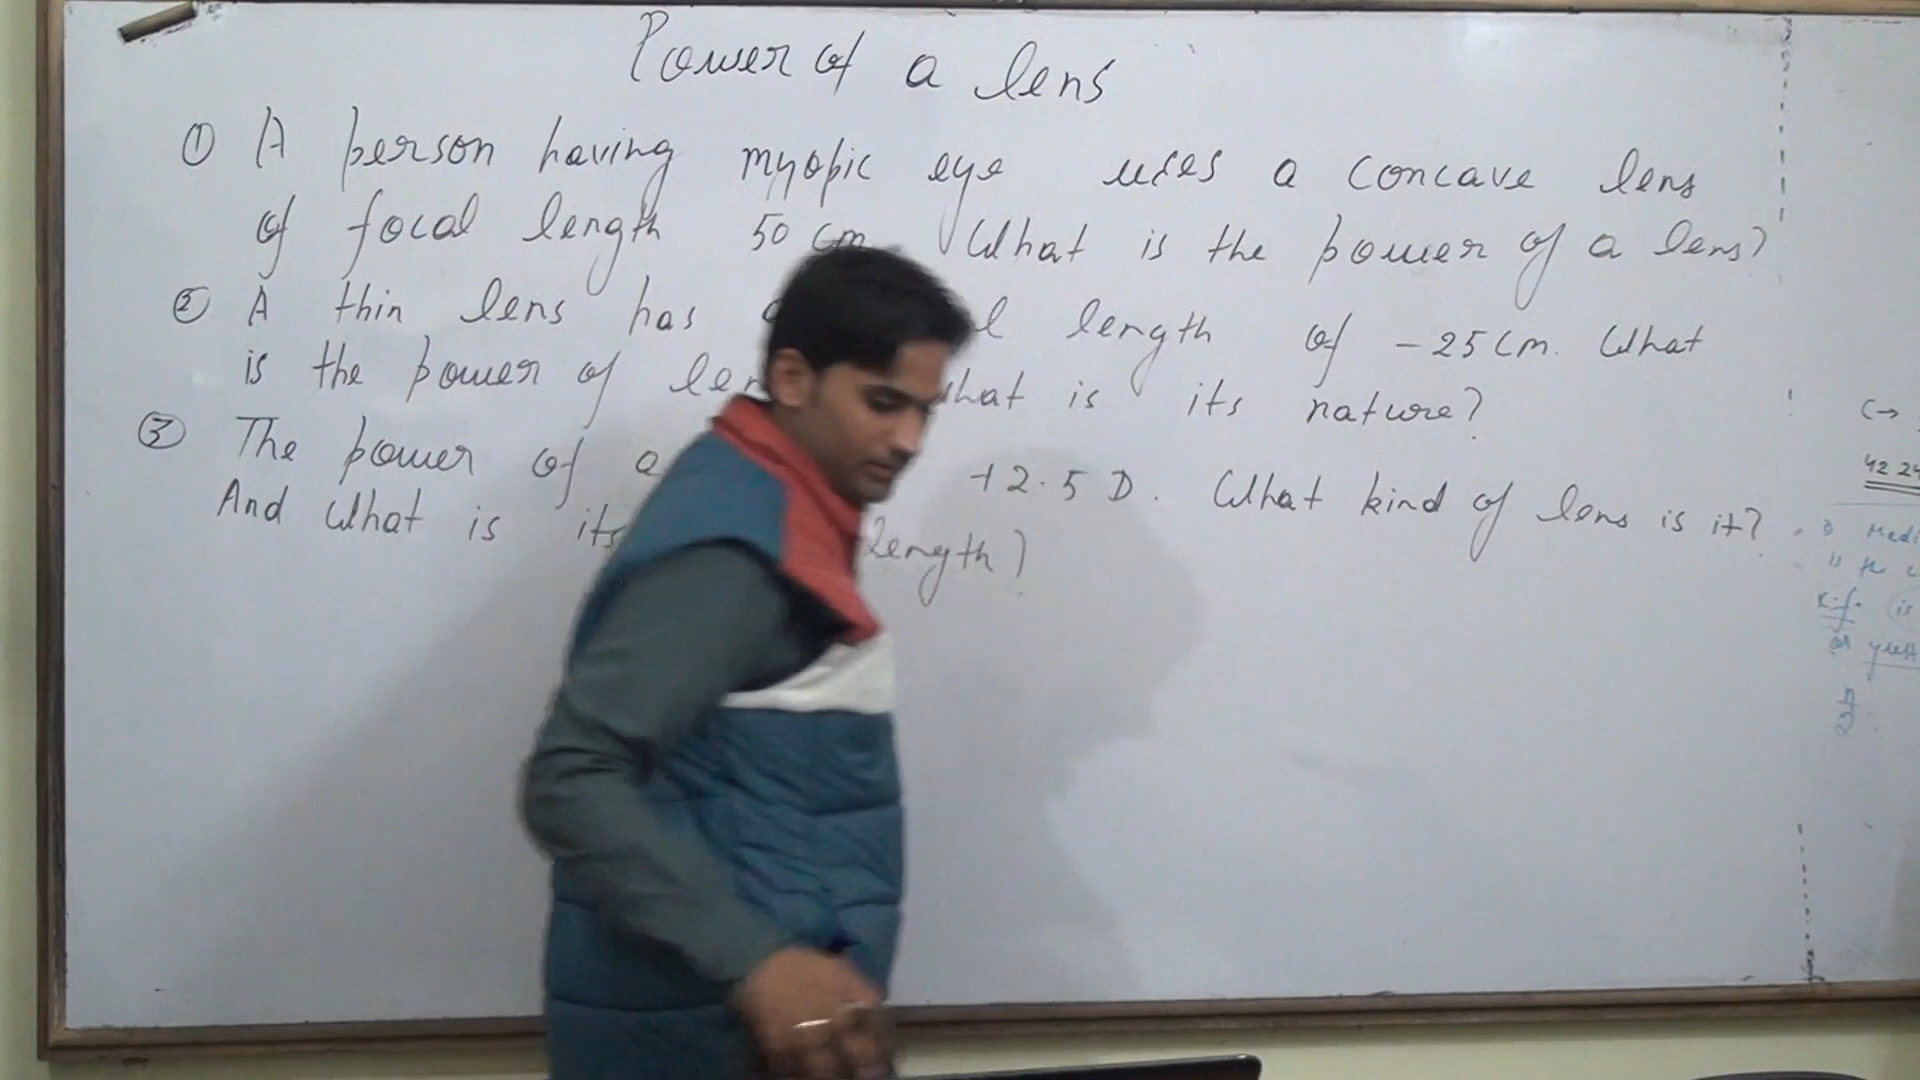 Power of a lens
① A person having myopic eye uses a concave lens
of focal length 50 cm What is the power of a lens?
② A thin lens has length of -25 cm. What
is the power of is its nature?
③ The power of a +2.5 D. What kind of lens is it?
And What is its length?
C→
42 24